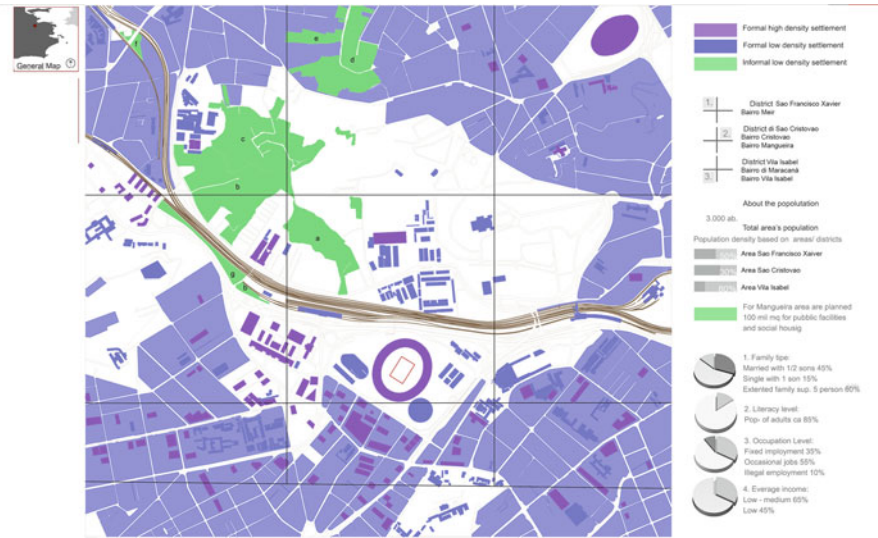 General Map
f
e
d
c
b
a
g
Formal high density settlement
Formal low density settlement
Informal low density settlement
1.
District Sao Francisco Xavier
Bairro Meir
2.
District di Sao Cristovao
Bairro Cristovao
Bairro Mangueira
3.
District Vila Isabel
Bairro di Maracaná
Bairro Vila Isabel
About the popolutation
3.000 ab.
Total area's population
Population density based on areas/ districts
Area Sao Francisco Xaiver
30%
Area Sao Cristovao
Area Vila Isabel
For Mangueira area are planned
100 mil mq for pubblic facilities
and social housig
1. Family tipe:
Married with 1/2 sons 45%
Single with 1 son 15%
Extented family sup. 5 person 60%
2. Literacy level:
Pop- of adults ca 85%
3. Occupation Level:
Fixed imployment 35%
Occasional jobs 55%
Illegal employment 10%
4. Everage income:
Low - medium 65%
Low 45%